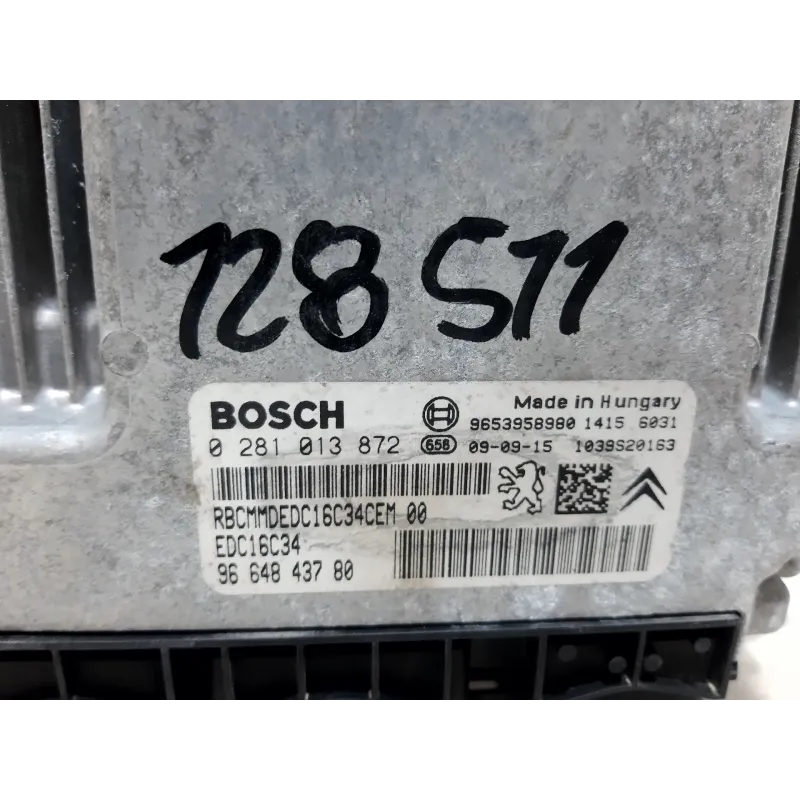 128 S11
BOSCH Made in Hungary
9653958980 1415 6031
0 281 013 872 658 09-09-15 1039S20163
RBCMMDEDC16C34CEM 00
EDC16C34
96 648 437 80